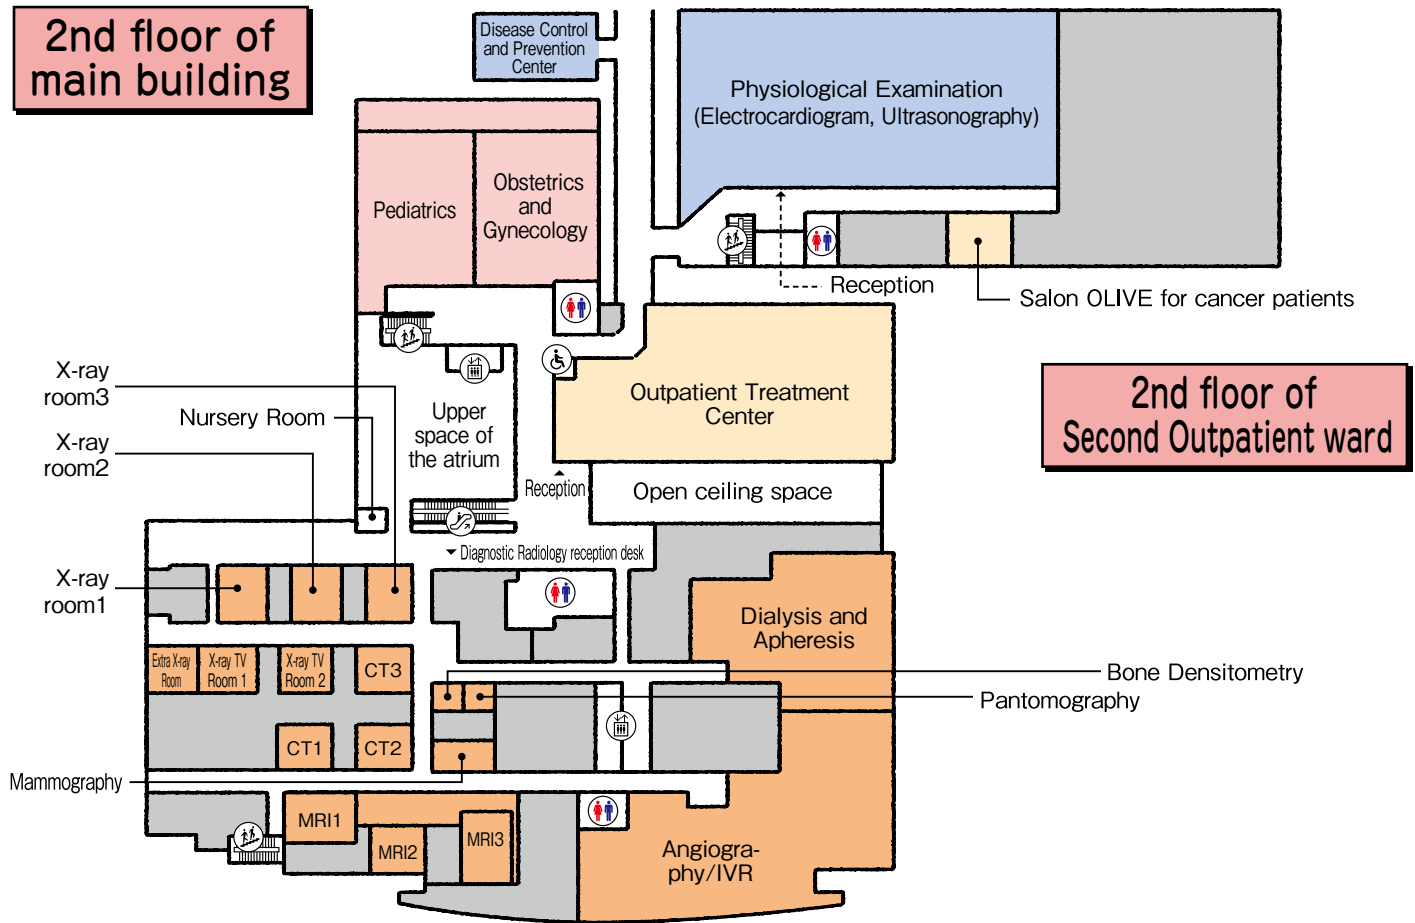 2nd floor of
main building
Disease Control
and Prevention
Center
Physiological Examination
(Electrocardiogram, Ultrasonography)
Pediatrics
Obstetrics
and
Gynecology
Reception
Salon OLIVE for cancer patients
X-ray
room3
Nursery Room
X-ray
room2
Upper
space of
the atrium
Outpatient Treatment
Center
2nd floor of
Second Outpatient ward
Reception
Open ceiling space
Diagnostic Radiology reception desk
X-ray
room1
Dialysis and
Apheresis
Extra X-ray
Room
X-ray TV
Room 1
X-ray TV
Room 2
CT3
Bone Densitometry
Pantomography
CT1
CT2
Mammography
MRI1
MRI2
MRI3
Angiogra-
phy/IVR